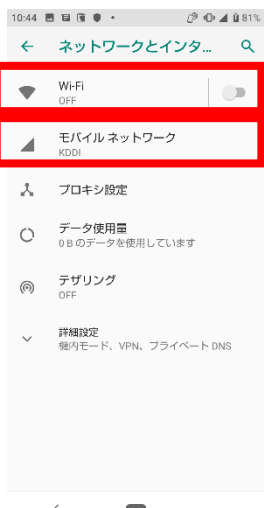 10:44 81%
ネットワークとインタ...
Wi-Fi
OFF
モバイル ネットワーク
KDDI
プロキシ設定
データ使用量
0 B のデータを使用しています
テザリング
OFF
詳細設定
機内モード、VPN、プライベート DNS